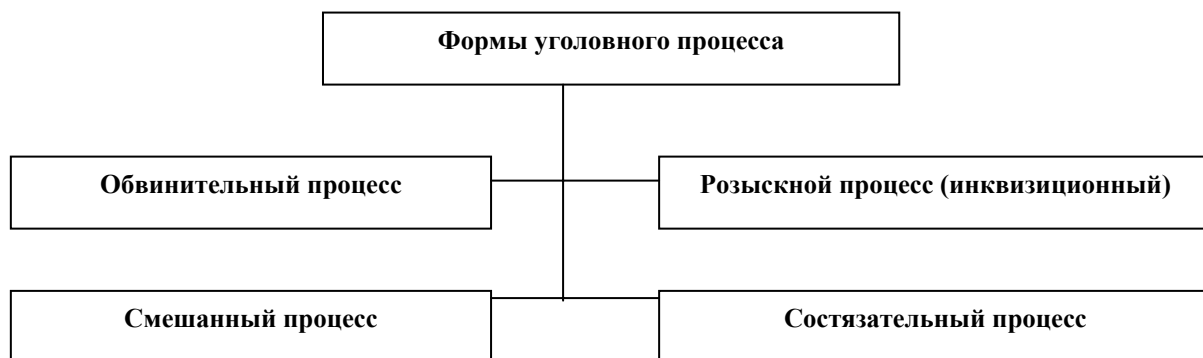 Формы уголовного процесса
Обвинительный процесс
Розыскной процесс (инквизиционный)
Смешанный процесс
Состязательный процесс